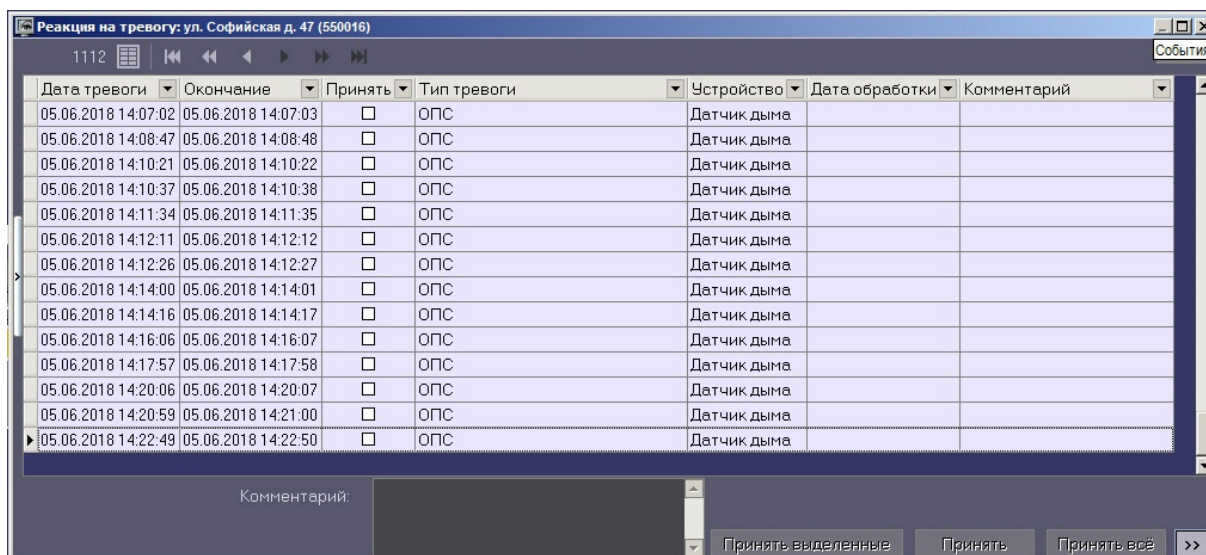 Реакция на тревогу: ул. Софийская д. 47 (550016)
События
1112
Дата тревоги Окончание Принять Тип тревоги Устройство Дата обработки Комментарий
05.06.2018 14:07:02 05.06.2018 14:07:03 ОПС Датчик дыма
05.06.2018 14:08:47 05.06.2018 14:08:48 ОПС Датчик дыма
05.06.2018 14:10:21 05.06.2018 14:10:22 ОПС Датчик дыма
05.06.2018 14:10:37 05.06.2018 14:10:38 ОПС Датчик дыма
05.06.2018 14:11:34 05.06.2018 14:11:35 ОПС Датчик дыма
05.06.2018 14:12:11 05.06.2018 14:12:12 ОПС Датчик дыма
05.06.2018 14:12:26 05.06.2018 14:12:27 ОПС Датчик дыма
05.06.2018 14:14:00 05.06.2018 14:14:01 ОПС Датчик дыма
05.06.2018 14:14:16 05.06.2018 14:14:17 ОПС Датчик дыма
05.06.2018 14:16:06 05.06.2018 14:16:07 ОПС Датчик дыма
05.06.2018 14:17:57 05.06.2018 14:17:58 ОПС Датчик дыма
05.06.2018 14:20:06 05.06.2018 14:20:07 ОПС Датчик дыма
05.06.2018 14:20:59 05.06.2018 14:21:00 ОПС Датчик дыма
05.06.2018 14:22:49 05.06.2018 14:22:50 ОПС Датчик дыма
Комментарий:
Принять выделенные Принять Принять всё >>